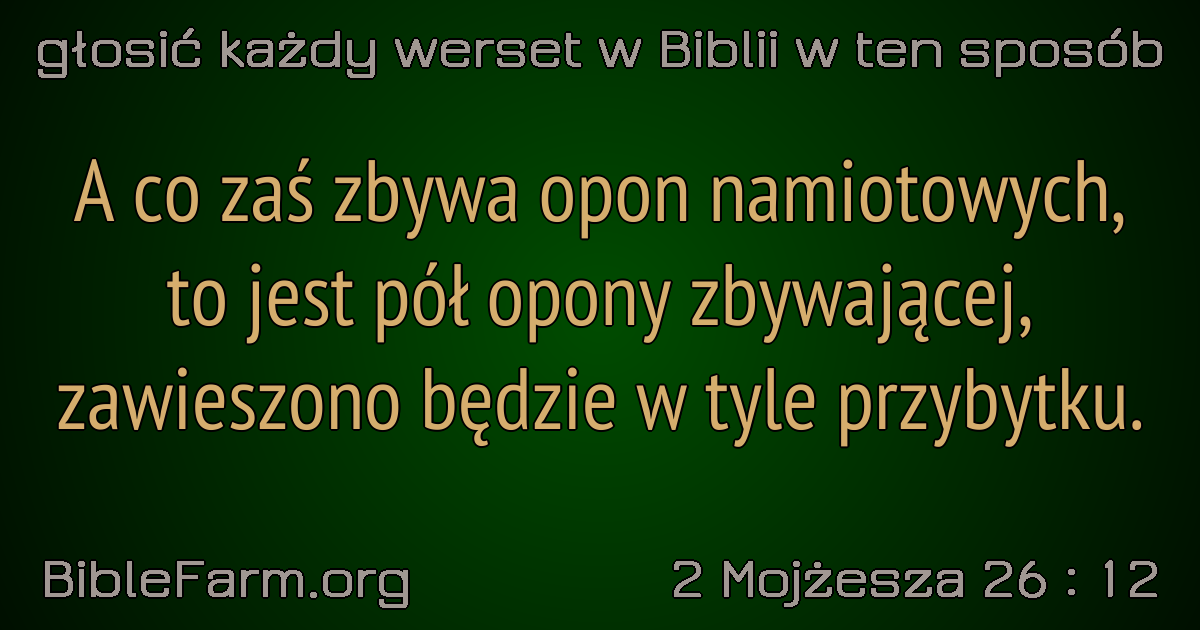 głosić każdy werset w Biblii w ten sposób
A co zaś zbywa opon namiotowych,
to jest pół opony zbywającej,
zawieszono będzie w tyle przybytku.
BibleFarm.org
2 Mojżesza 26 : 12